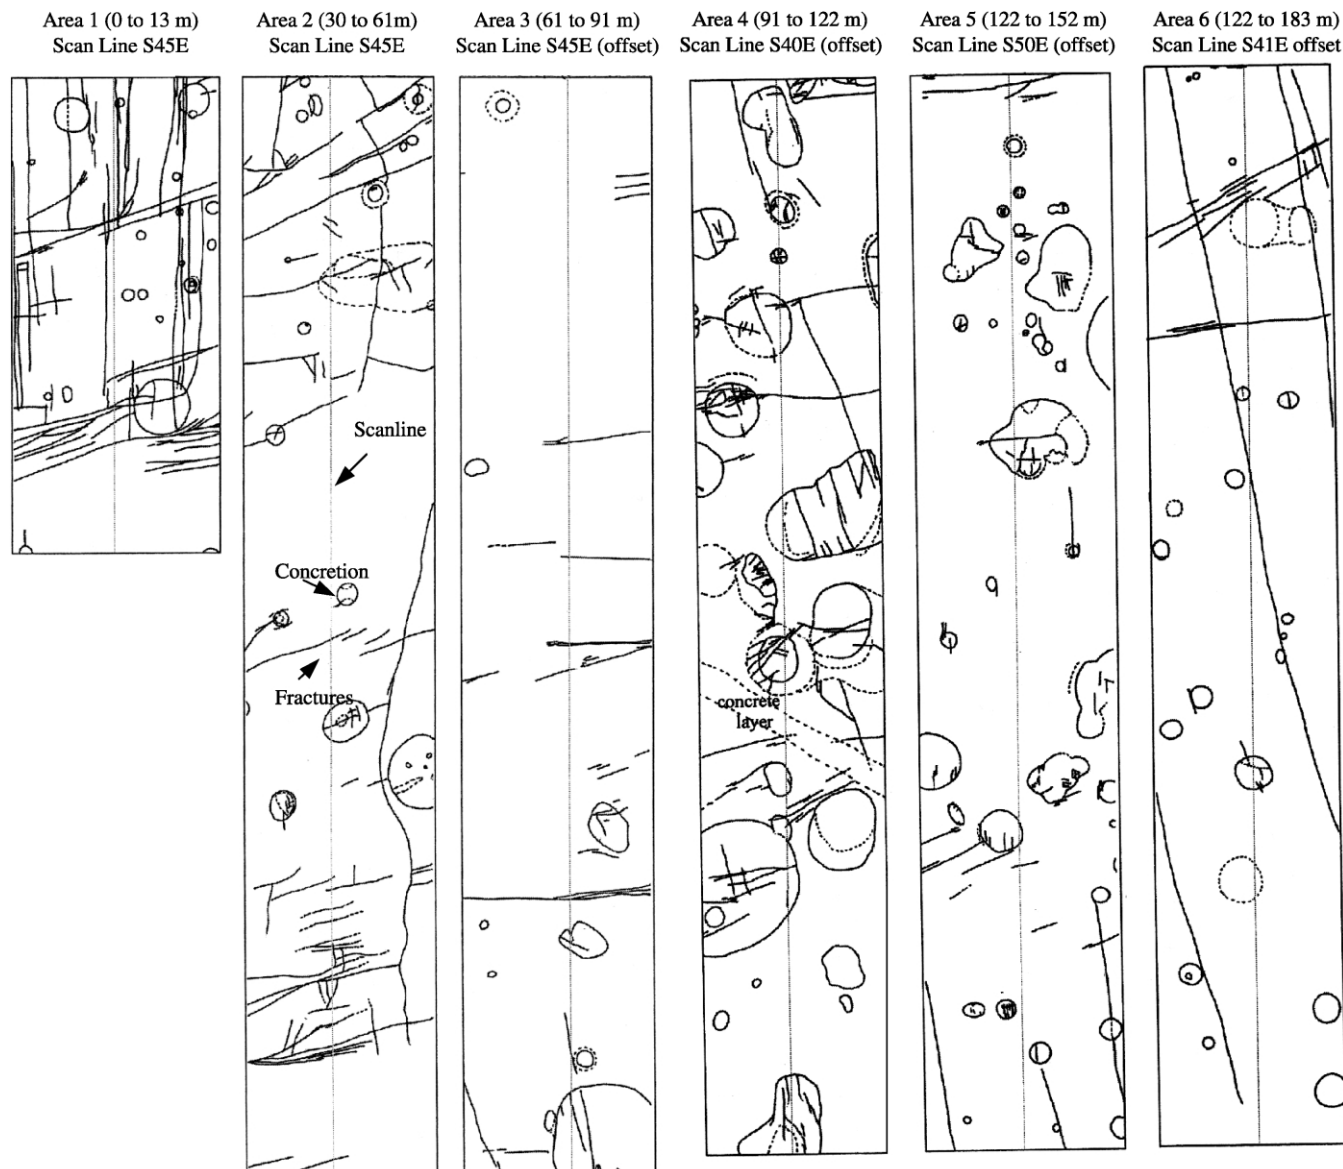 Area 1 (0 to 13 m)
Scan Line S45E
Area 2 (30 to 61m)
Scan Line S45E
Area 3 (61 to 91 m)
Scan Line S45E (offset)
Area 4 (91 to 122 m)
Scan Line S40E (offset)
Area 5 (122 to 152 m)
Scan Line S50E (offset)
Area 6 (122 to 183 m)
Scan Line S41E offset
Scanline
Concretion
Fractures
concrete
layer